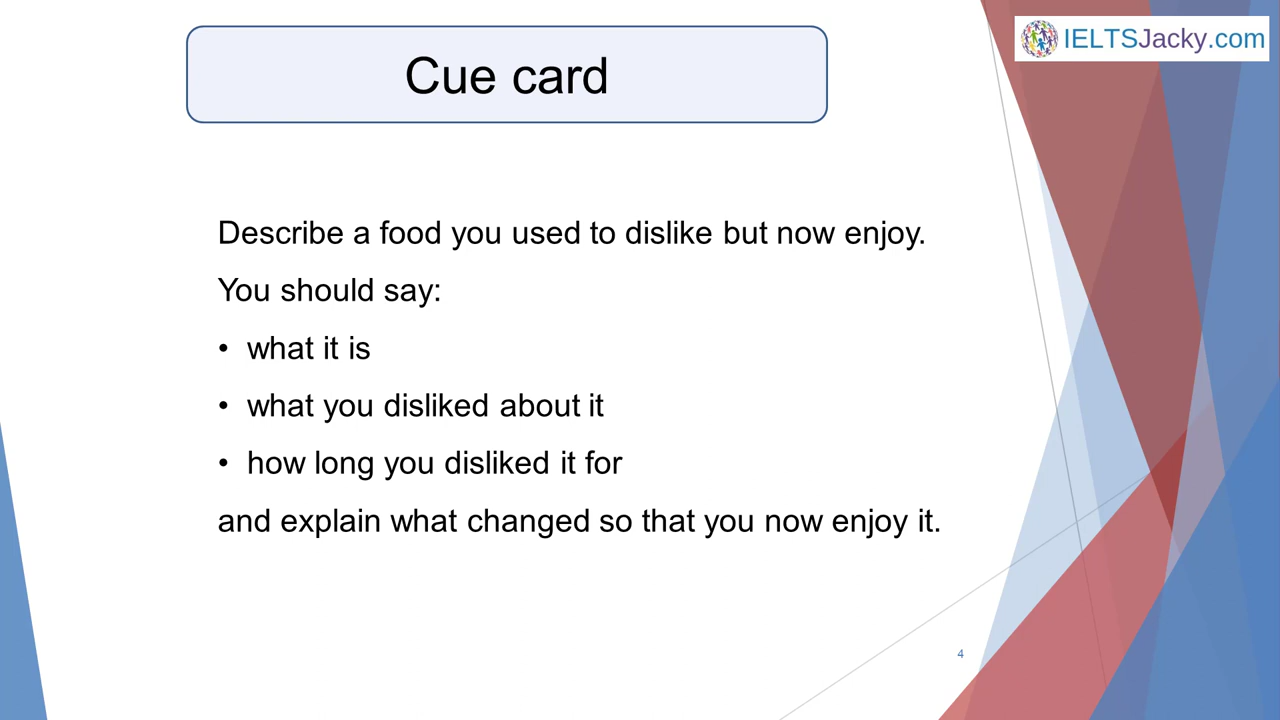 IELTSJacky.com
Cue card
Describe a food you used to dislike but now enjoy.
You should say:
• what it is
• what you disliked about it
• how long you disliked it for
and explain what changed so that you now enjoy it.
4